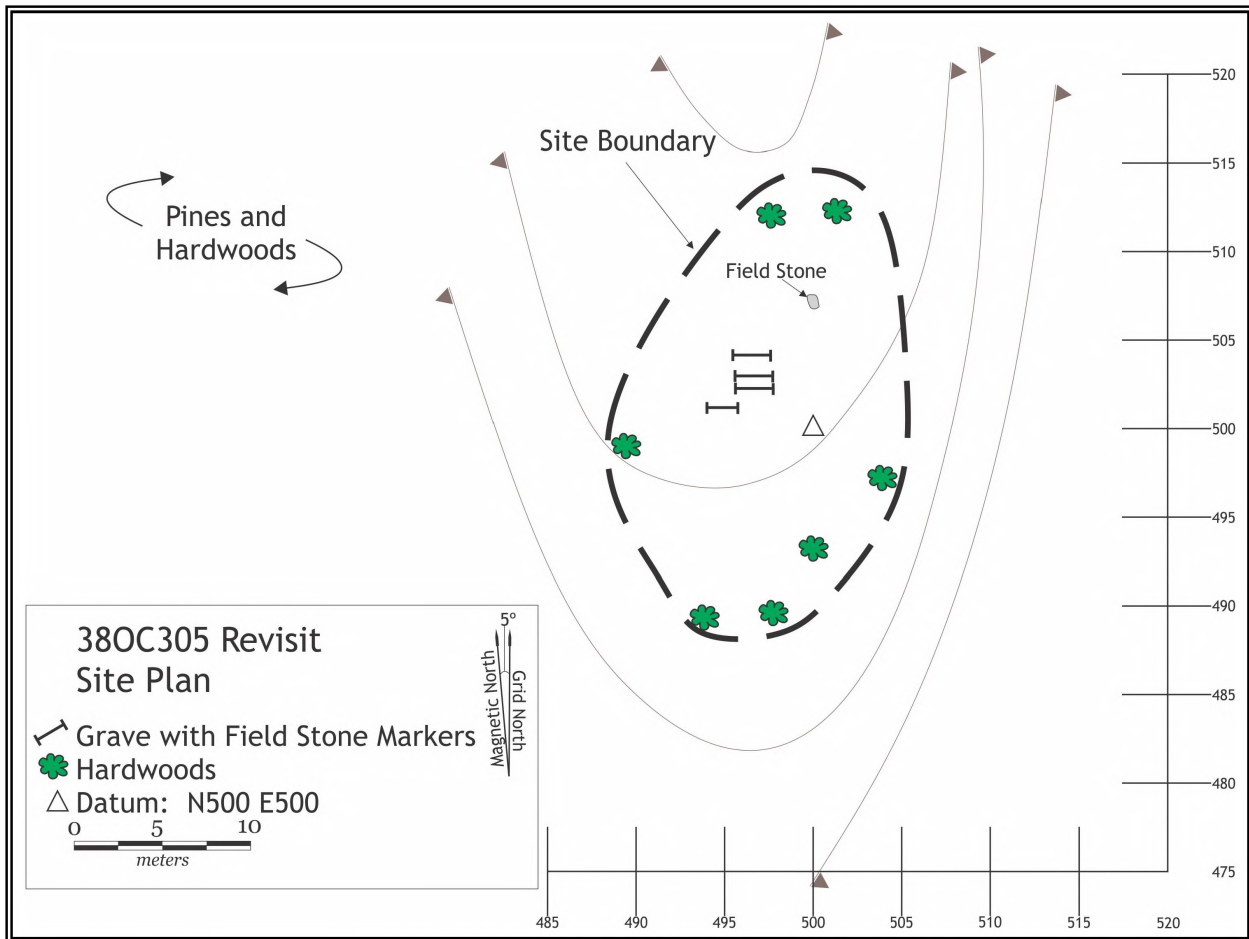 Site Boundary
Pines and
Hardwoods
Field Stone
520
515
510
505
500
495
490
485
480
475
485
490
495
500
505
510
515
520
38OC305 Revisit
Site Plan
5°
Magnetic North
Grid North
Grave with Field Stone Markers
Hardwoods
Datum: N500 E500
0 5 10
meters